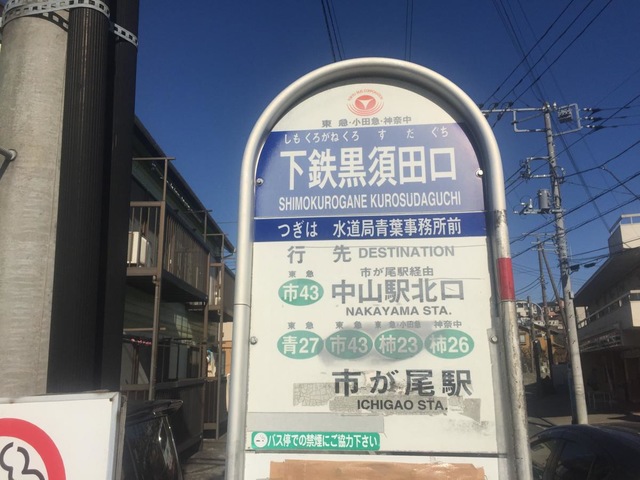 東急・小田急・神奈中
しもくろがねくろ すだぐち
下鉄黒須田口
SHIMOKUROGANE KUROSUDAGUCHI
つぎは 水道局青葉事務所前
行先 DESTINATION
東急 市が尾駅経由
市43 中山駅北口
NAKAYAMA STA.
東急 東急 東急・小田急 神奈中
青27 市43 柿23 柿26
市が尾駅
ICHIGAO STA.
バス停での禁煙にご協力下さい